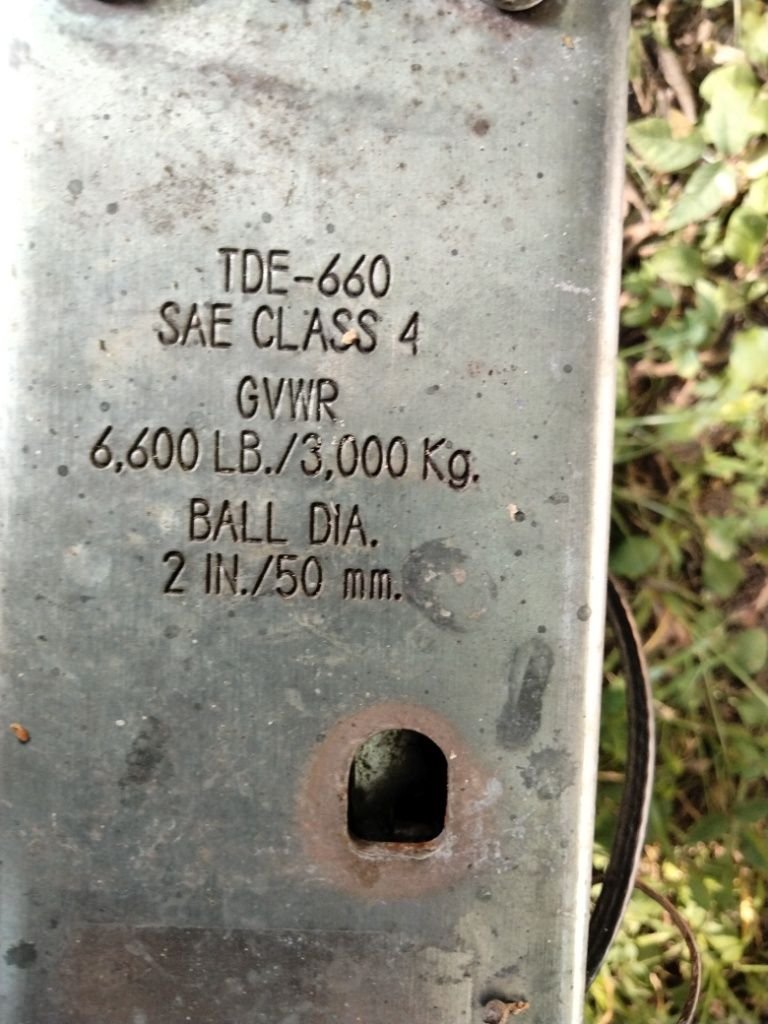 TDE-660
SAE CLASS 4
GVWR
6,600 LB./3,000 Kg.
BALL DIA.
2 IN./50 mm.